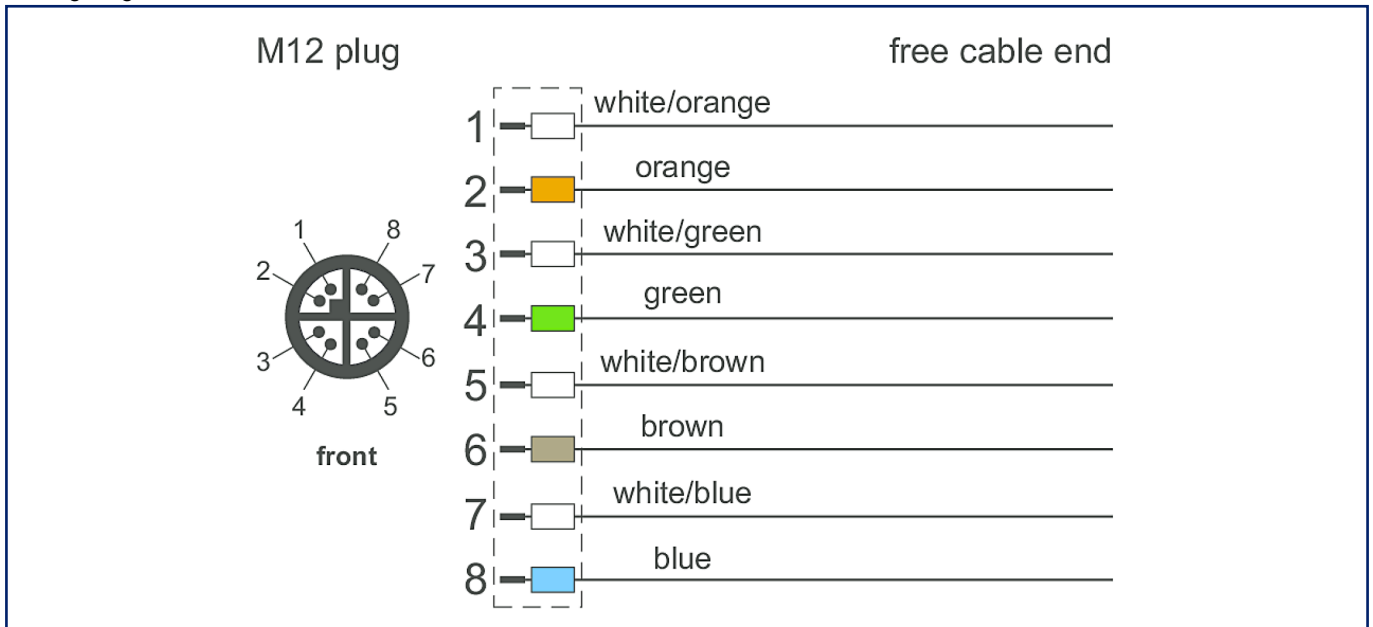 M12 plug
free cable end
1 white/orange
2 orange
3 white/green
4 green
5 white/brown
6 brown
7 white/blue
8 blue
1 8
2 7
3 6
4 5
front